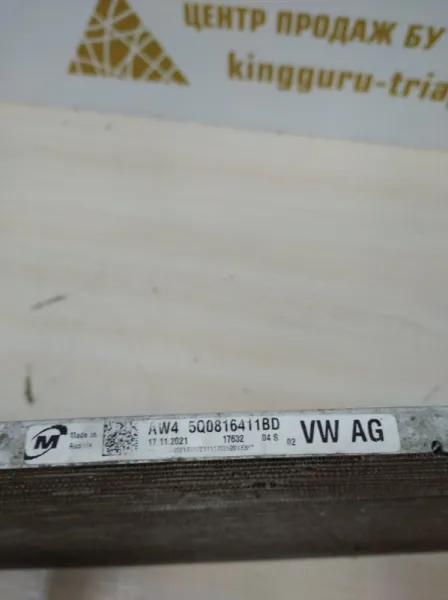 ЦЕНТР ПРОДАЖ БУ
kingguru-tria
M Made in Austria
AW4 5Q0816411BD
17.11.2021 17632 04 S 02
VW AG